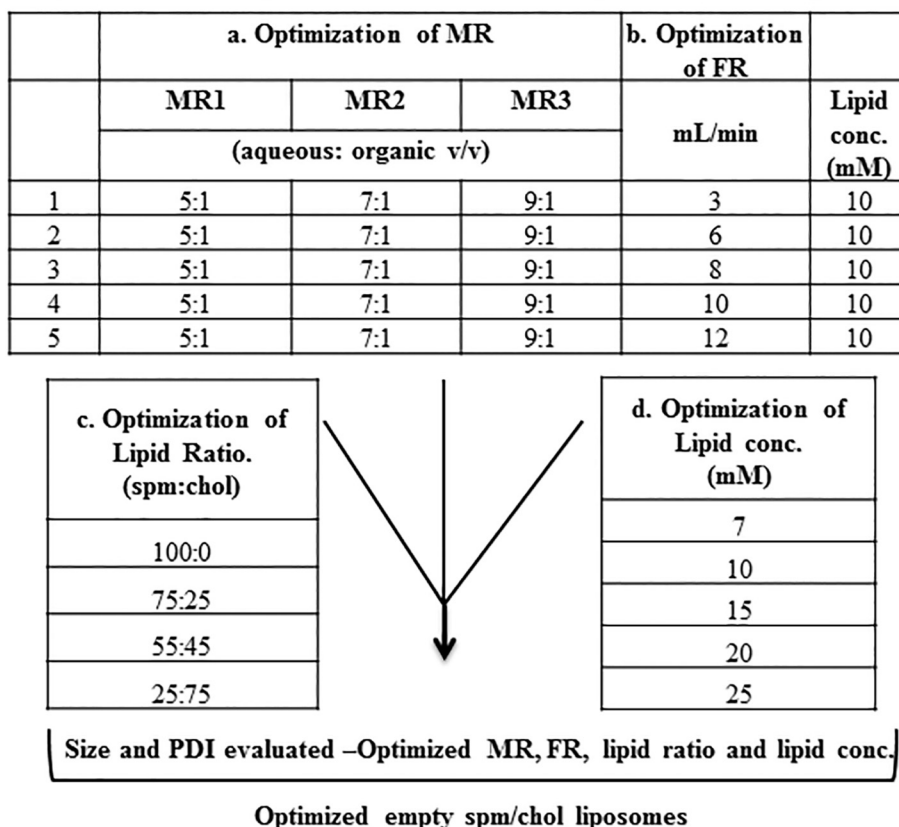 a. Optimization of MR
b. Optimization
of FR
MR1 MR2 MR3
(aqueous: organic v/v)
mL/min
Lipid
conc.
(mM)
1 5:1 7:1 9:1 3 10
2 5:1 7:1 9:1 6 10
3 5:1 7:1 9:1 8 10
4 5:1 7:1 9:1 10 10
5 5:1 7:1 9:1 12 10
c. Optimization of
Lipid Ratio.
(spm:chol)
100:0
75:25
55:45
25:75
d. Optimization of
Lipid conc.
(mM)
7
10
15
20
25
Size and PDI evaluated –Optimized MR, FR, lipid ratio and lipid conc.
Optimized empty spm/chol liposomes